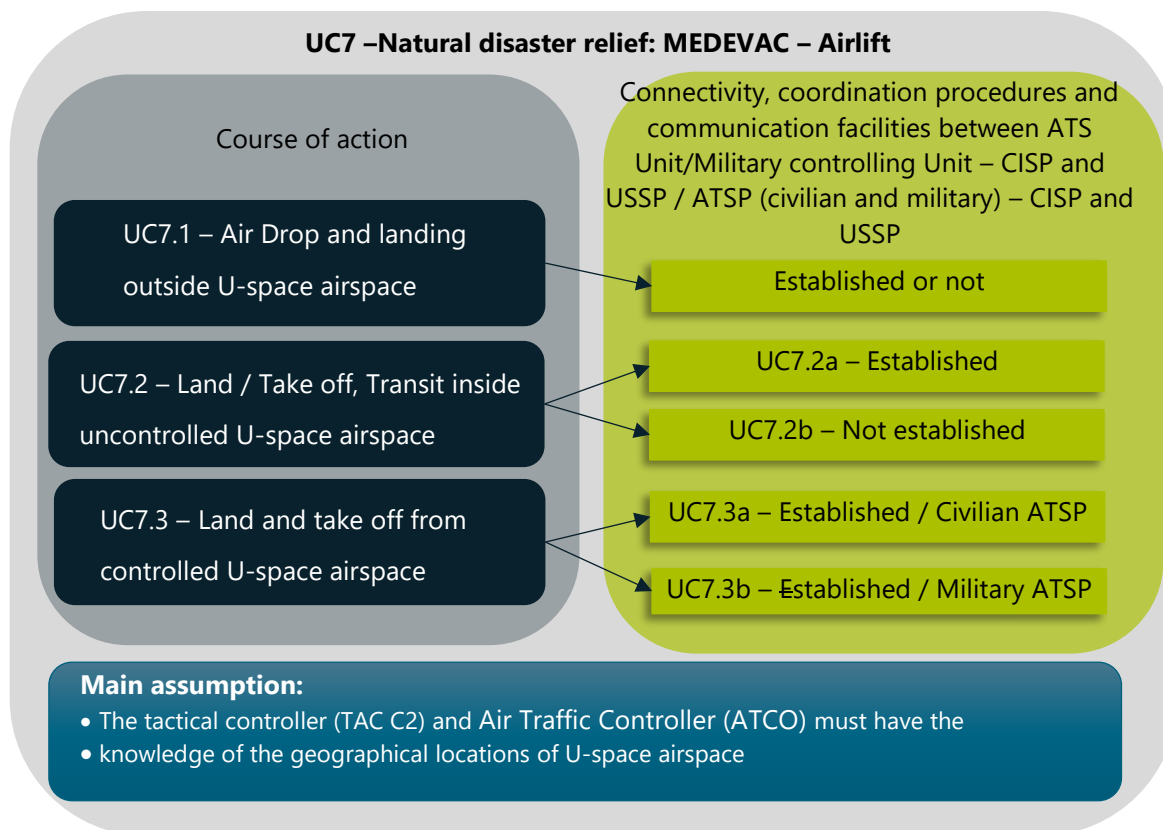 UC7 –Natural disaster relief: MEDEVAC – Airlift
Course of action
UC7.1 – Air Drop and landing
outside U-space airspace
UC7.2 – Land / Take off, Transit inside
uncontrolled U-space airspace
UC7.3 – Land and take off from
controlled U-space airspace
Connectivity, coordination procedures and
communication facilities between ATS
Unit/Military controlling Unit – CISP and
USSP / ATSP (civilian and military) – CISP and
USSP
Established or not
UC7.2a – Established
UC7.2b – Not established
UC7.3a – Established / Civilian ATSP
UC7.3b – Established / Military ATSP
Main assumption:
• The tactical controller (TAC C2) and Air Traffic Controller (ATCO) must have the
• knowledge of the geographical locations of U-space airspace